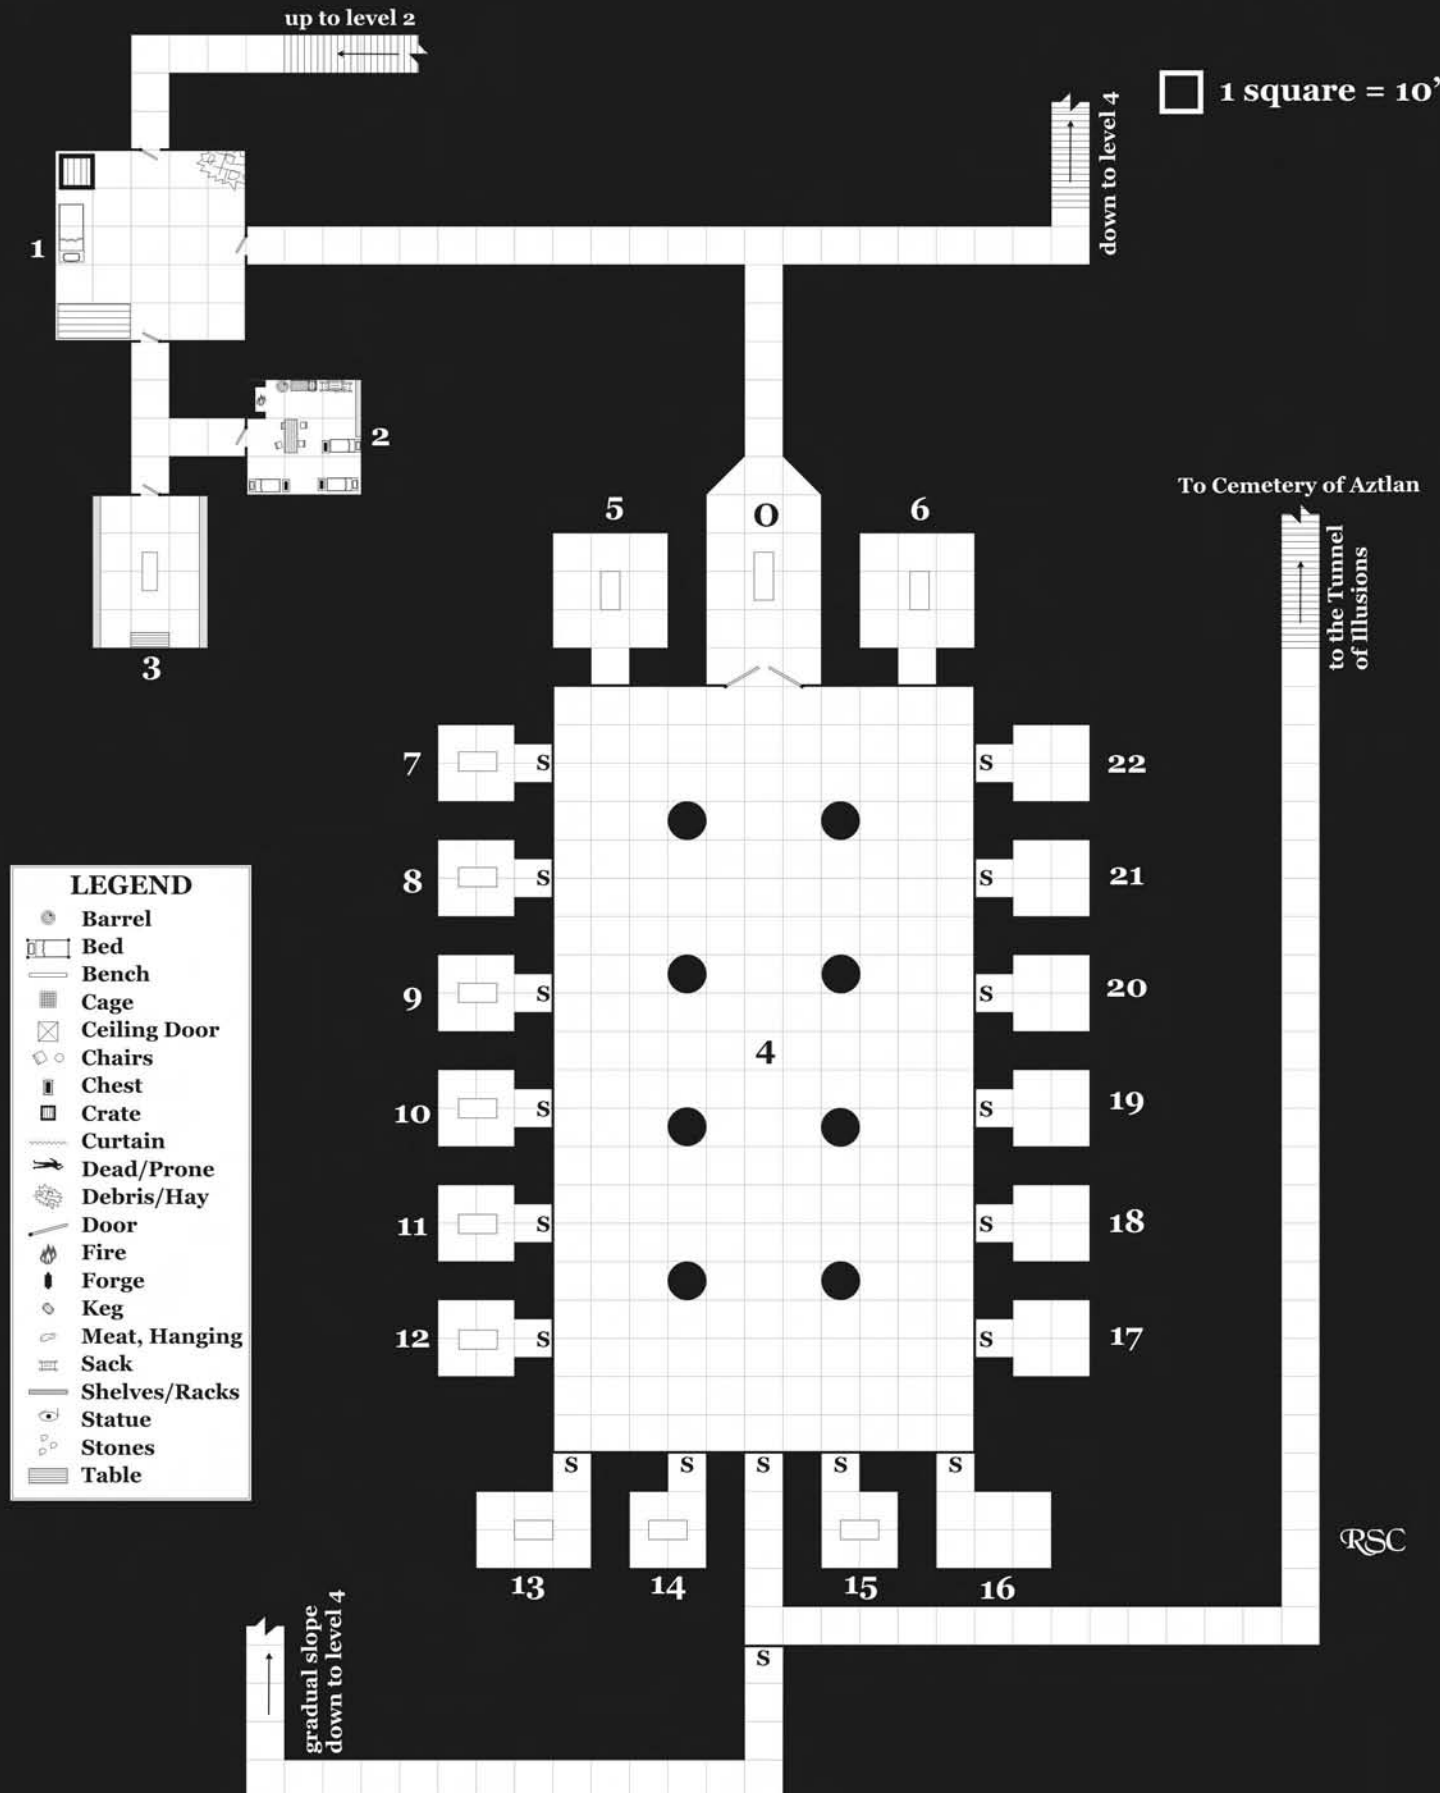 up to level 2
1 square = 10’
down to level 4
1
2
3
To Cemetery of Aztlan
to the Tunnel
of Illusions
5
O
6
7
S
S
22
8
S
S
21
9
S
S
20
4
10
S
S
19
11
S
S
18
12
S
S
17
LEGEND
Barrel
Bed
Bench
Cage
Ceiling Door
Chairs
Chest
Crate
Curtain
Dead/Prone
Debris/Hay
Door
Fire
Forge
Keg
Meat, Hanging
Sack
Shelves/Racks
Statue
Stones
Table
S
S
S
S
S
13
14
15
16
RSC
gradual slope
down to level 4
S